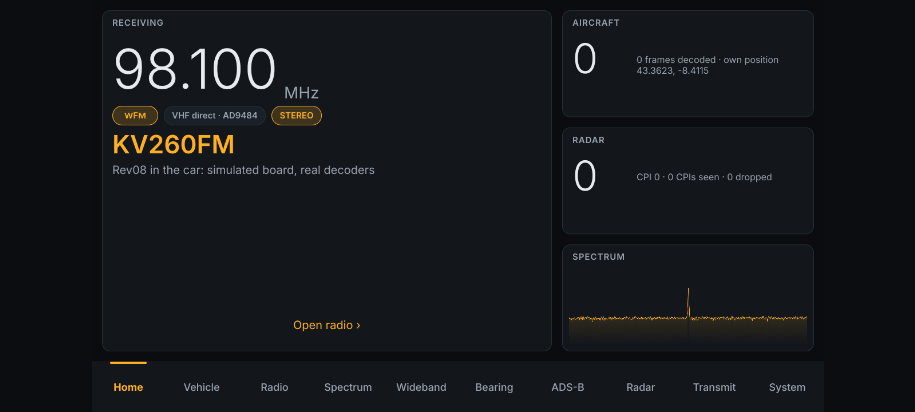 RECEIVING
98.100 MHz
WFM VHF direct · AD9484 STEREO
KV260FM
Rev08 in the car: simulated board, real decoders
Open radio ›
AIRCRAFT
0
0 frames decoded · own position
43.3623, -8.4115
RADAR
0
CPI 0 · 0 CPIs seen · 0 dropped
SPECTRUM
Home Vehicle Radio Spectrum Wideband Bearing ADS-B Radar Transmit System